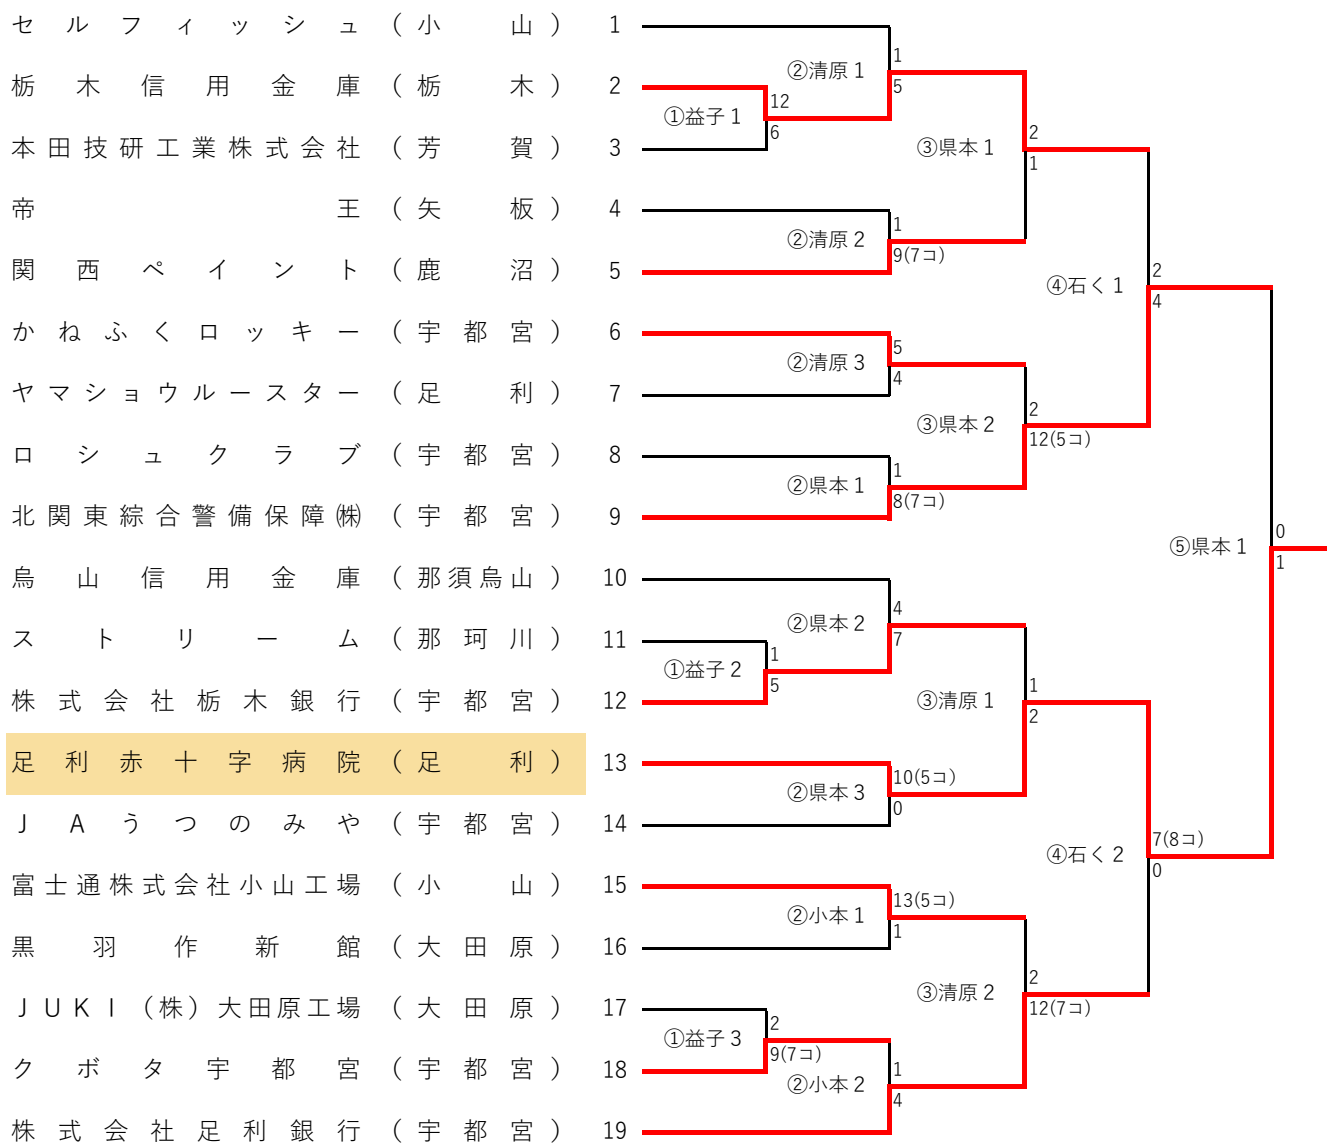 セルフィッシュ（小山） 1
栃木信用金庫（栃木） 2
本田技研工業株式会社（芳賀） 3
帝王（矢板） 4
関西ペイント（鹿沼） 5
かねふくロッキー（宇都宮） 6
ヤマショウルースター（足利） 7
ロシュクラブ（宇都宮） 8
北関東綜合警備保障㈱（宇都宮） 9
烏山信用金庫（那須烏山） 10
ストリーム（那珂川） 11
株式会社栃木銀行（宇都宮） 12
足利赤十字病院（足利） 13
ＪＡうつのみや（宇都宮） 14
富士通株式会社小山工場（小山） 15
黒羽作新館（大田原） 16
ＪＵＫＩ（株）大田原工場（大田原） 17
クボタ宇都宮（宇都宮） 18
株式会社足利銀行（宇都宮） 19
①益子１
12
6
①益子２
1
5
①益子３
2
9(7コ)
②清原１
1
5
②清原２
1
9(7コ)
②清原３
5
4
②県本１
1
8(7コ)
②県本２
4
7
②県本３
10(5コ)
0
②小本１
13(5コ)
1
②小本２
1
4
③県本１
2
1
③県本２
2
12(5コ)
③清原１
1
2
③清原２
2
12(7コ)
④石く１
2
4
④石く２
7(8コ)
0
⑤県本１
0
1